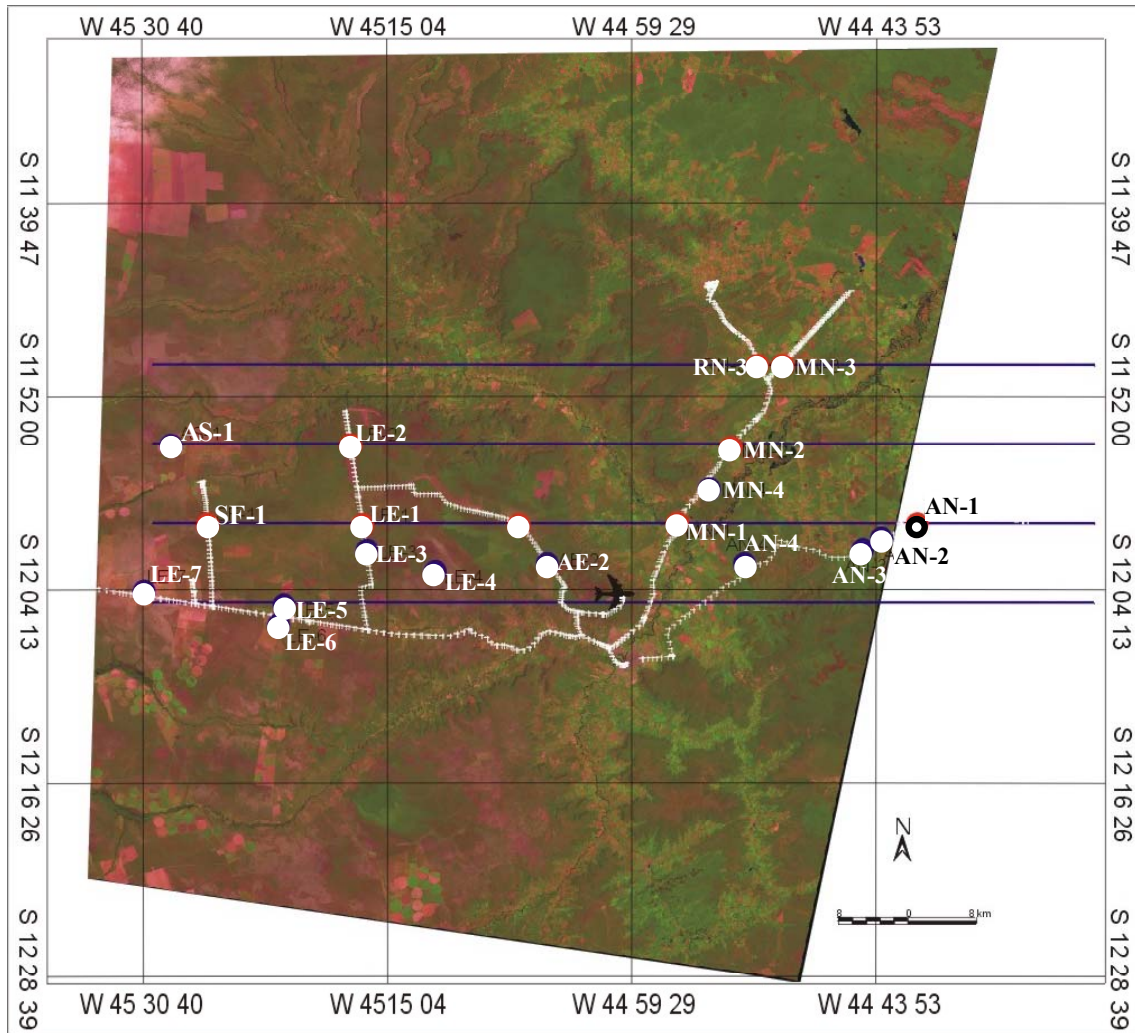 W 45 30 40
W 4515 04
W 44 59 29
W 44 43 53
S 11 39 47
S 11 39 47
RN-3
MN-3
S 11 52 00
S 11 52 00
AS-1
LE-2
MN-2
MN-4
SF-1
LE-1
MN-1
AN-1
LE-3
AN-4
AN-2
LE-4
AE-2
AN-3
LE-7
LE-5
LE-6
S 12 04 13
S 12 04 13
S 12 16 26
S 12 16 26
N
8 0 8 km
S 12 28 39
S 12 28 39
W 45 30 40
W 4515 04
W 44 59 29
W 44 43 53